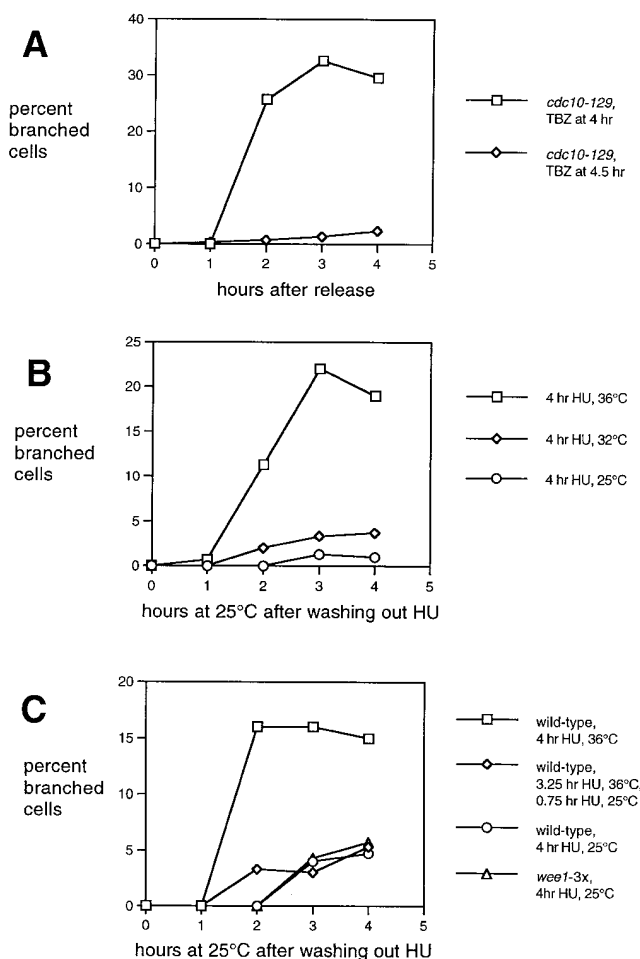 A
percent
branched
cells
40
30
20
10
0
0 1 2 3 4 5
hours after release
cdc10-129,
TBZ at 4 hr
cdc10-129,
TBZ at 4.5 hr
B
percent
branched
cells
25
20
15
10
5
0
0 1 2 3 4 5
hours at 25°C after washing out HU
4 hr HU, 36°C
4 hr HU, 32°C
4 hr HU, 25°C
C
percent
branched
cells
20
15
10
5
0
0 1 2 3 4 5
hours at 25°C after washing out HU
wild-type,
4 hr HU, 36°C
wild-type,
3.25 hr HU, 36°C,
0.75 hr HU, 25°C
wild-type,
4 hr HU, 25°C
wee1-3x,
4hr HU, 25°C